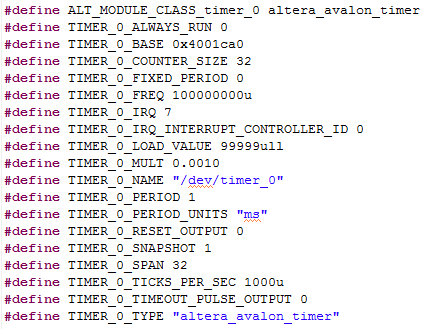 #define ALT_MODULE_CLASS_timer_0 altera_avalon_timer
#define TIMER_0_ALWAYS_RUN 0
#define TIMER_0_BASE 0x4001ca0
#define TIMER_0_COUNTER_SIZE 32
#define TIMER_0_FIXED_PERIOD 0
#define TIMER_0_FREQ 100000000u
#define TIMER_0_IRQ 7
#define TIMER_0_IRQ_INTERRUPT_CONTROLLER_ID 0
#define TIMER_0_LOAD_VALUE 99999ull
#define TIMER_0_MULT 0.0010
#define TIMER_0_NAME "/dev/timer_0"
#define TIMER_0_PERIOD 1
#define TIMER_0_PERIOD_UNITS "ms"
#define TIMER_0_RESET_OUTPUT 0
#define TIMER_0_SNAPSHOT 1
#define TIMER_0_SPAN 32
#define TIMER_0_TICKS_PER_SEC 1000u
#define TIMER_0_TIMEOUT_PULSE_OUTPUT 0
#define TIMER_0_TYPE "altera_avalon_timer"